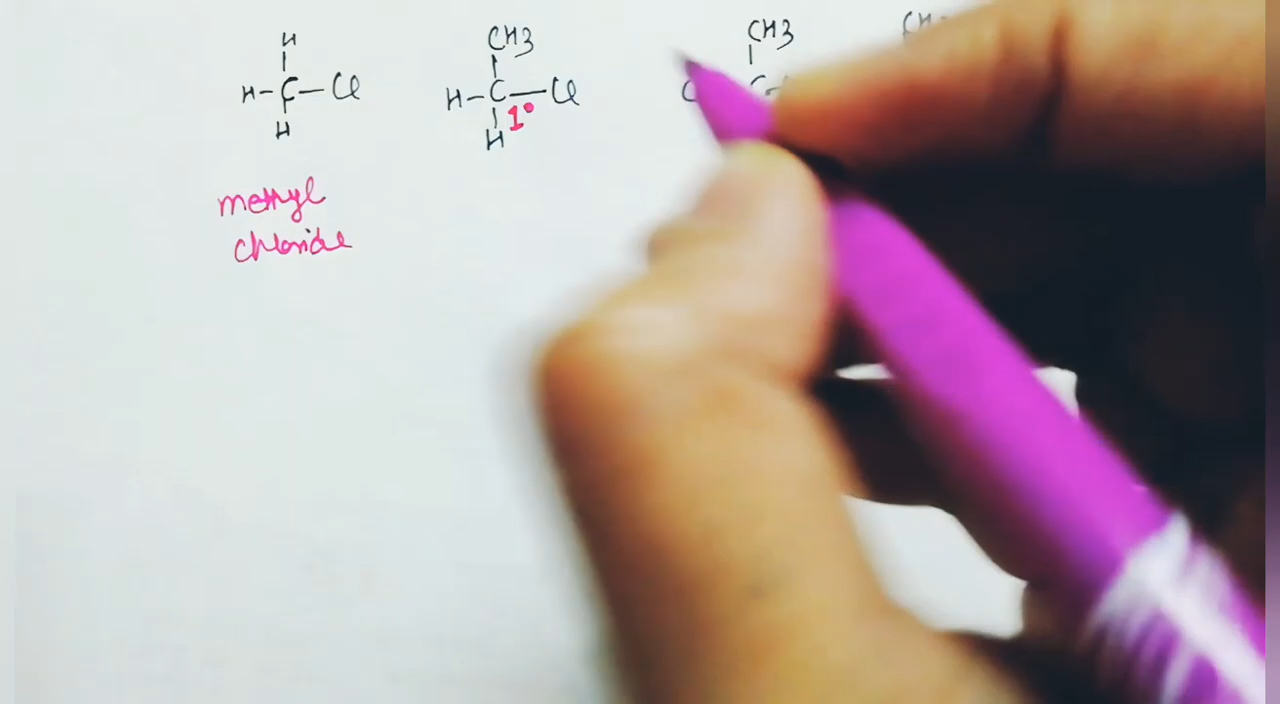 H CH3 CH3
H-C-Cl H-C-Cl C
H H 1°
methyl
chloride